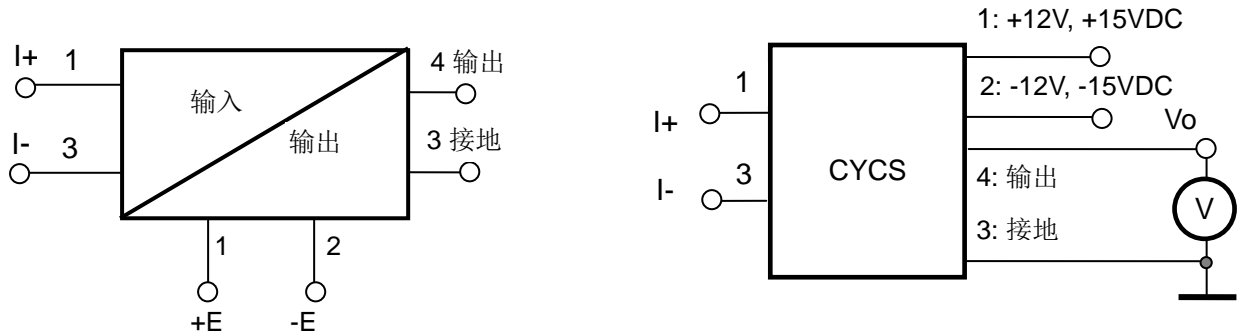 I+ 1
输入
4 输出
I- 3
输出
3 接地
1
2
+E
-E
1: +12V, +15VDC
2: -12V, -15VDC
1
I+
Vo
CYCS
4: 输出
3
I-
V
3: 接地